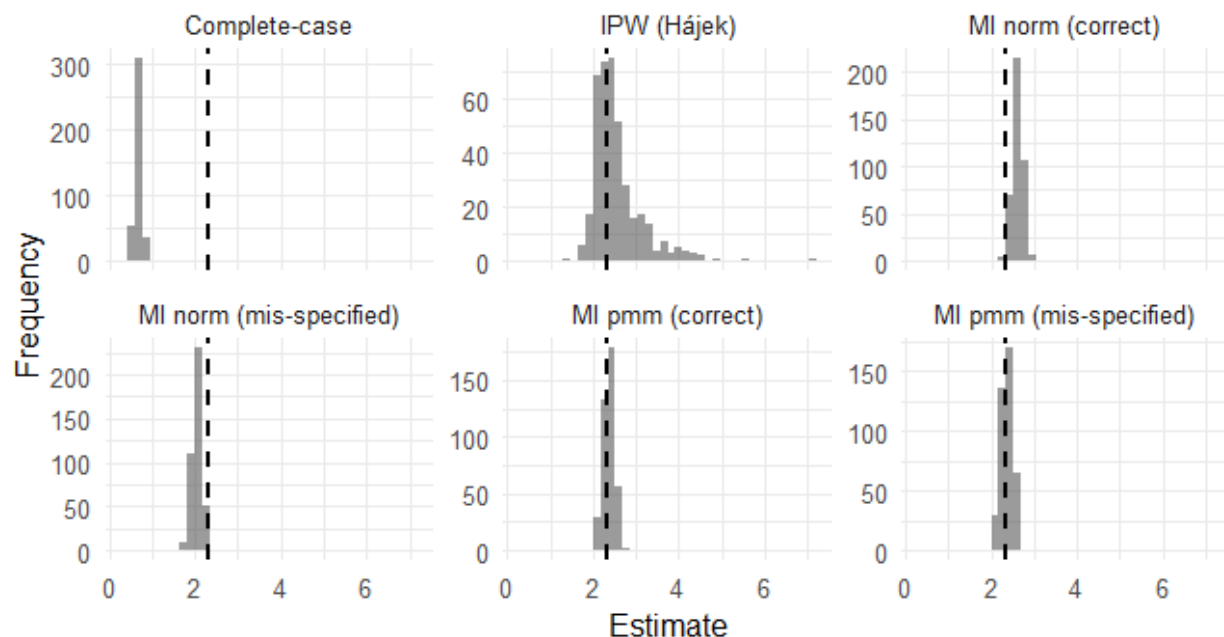 Complete-case
IPW (Hájek)
MI norm (correct)
300
200
100
0
60
40
20
0
200
150
100
50
0
MI norm (mis-specified)
MI pmm (correct)
MI pmm (mis-specified)
200
150
100
50
0
150
100
50
0
150
100
50
0
0 2 4 6
0 2 4 6
0 2 4 6
Frequency
Estimate